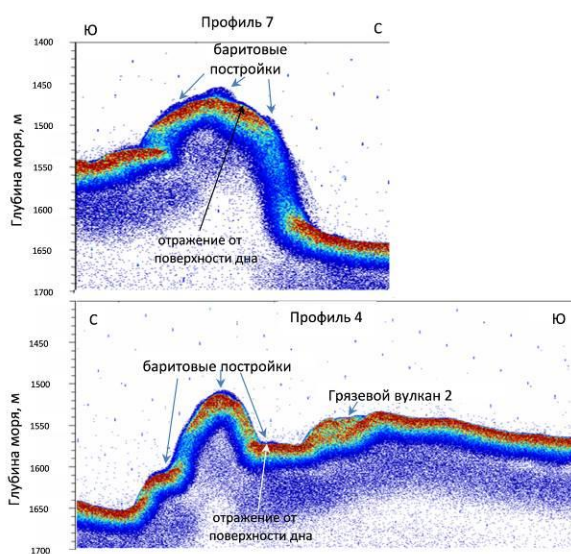 Профиль 7
Ю
С
1400
баритовые
постройки
1450
1500
1550
1600
1650
1700
Глубина моря, м
отражение от
поверхности дна
С
Профиль 4
Ю
1450
баритовые постройки
Грязевой вулкан 2
1500
1550
1600
1650
1700
Глубина моря, м
отражение от
поверхности дна